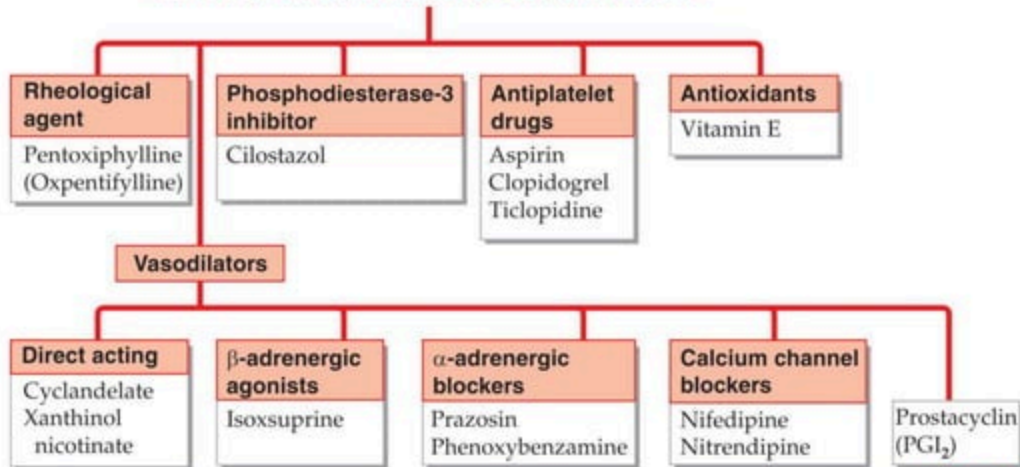 Rheological
agent
Pentoxiphylline
(Oxpentifylline)
Phosphodiesterase-3
inhibitor
Cilostazol
Antiplatelet
drugs
Aspirin
Clopidogrel
Ticlopidine
Antioxidants
Vitamin E
Vasodilators
Direct acting
Cyclandelate
Xanthinol
nicotinate
β-adrenergic
agonists
Isoxsuprine
α-adrenergic
blockers
Prazosin
Phenoxybenzamine
Calcium channel
blockers
Nifedipine
Nitrendipine
Prostacyclin
(PGI₂)